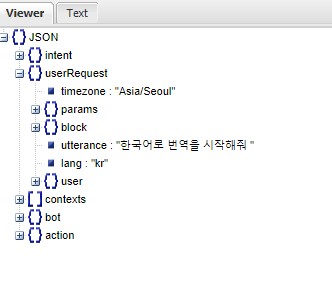 Viewer Text
JSON
intent
userRequest
timezone : "Asia/Seoul"
params
block
utterance : "한국어로 번역을 시작해줘 "
lang : "kr"
user
contexts
bot
action